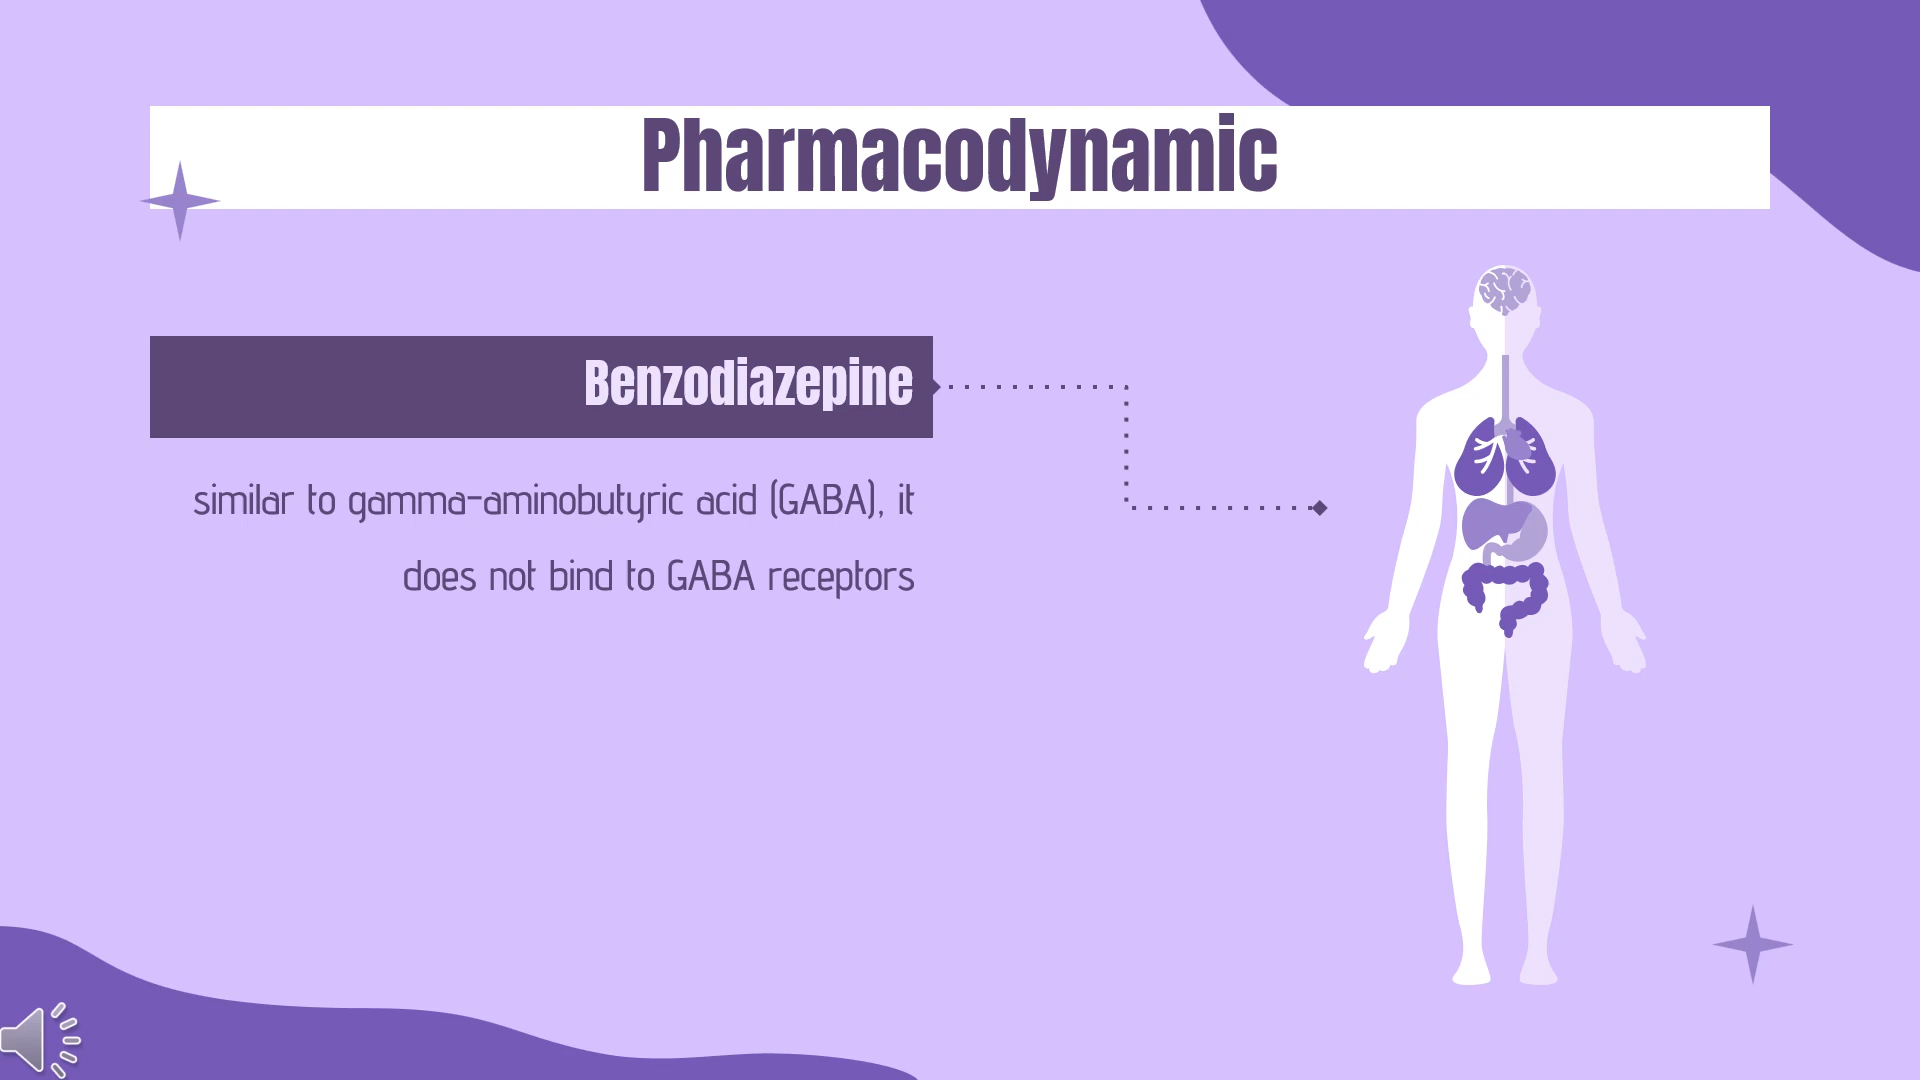 Pharmacodynamic
Benzodiazepine
similar to gamma-aminobutyric acid (GABA), it
does not bind to GABA receptors